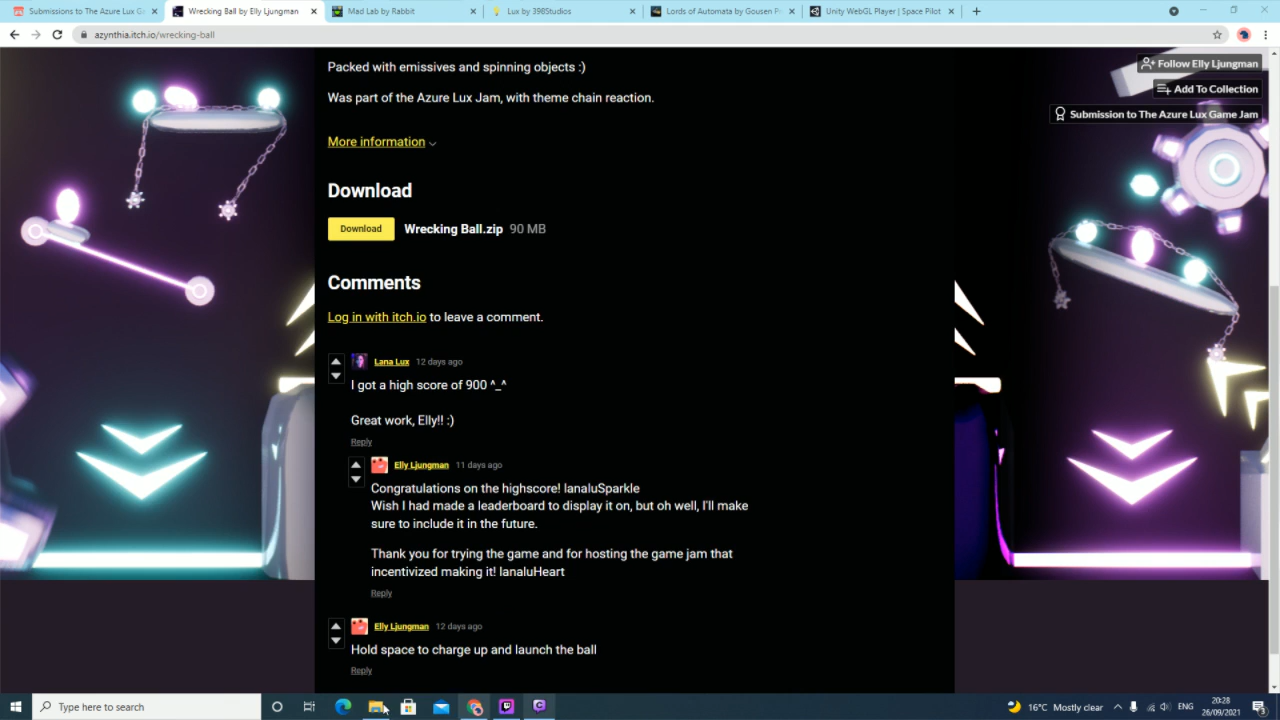 Submissions to The Azure Lux G
Wrecking Ball by Elly Ljungman
Mad Lab by Rabbit
Lux by 398Studios
Lords of Automata by Gousen P
Unity WebGL Player | Space Pilot
azynthia.itch.io/wrecking-ball
Follow Elly Ljungman
Add To Collection
Submission to The Azure Lux Game Jam
Packed with emissives and spinning objects :)
Was part of the Azure Lux Jam, with theme chain reaction.
More information
Download
Download Wrecking Ball.zip 90 MB
Comments
Log in with itch.io to leave a comment.
Lana Lux 12 days ago
I got a high score of 900 ^_^
Great work, Elly!! :)
Reply
Elly Ljungman 11 days ago
Congratulations on the highscore! lanaluSparkle
Wish I had made a leaderboard to display it on, but oh well, I'll make
sure to include it in the future.
Thank you for trying the game and for hosting the game jam that
incentivized making it! lanaluHeart
Reply
Elly Ljungman 12 days ago
Hold space to charge up and launch the ball
Reply
Type here to search
16°C Mostly clear
ENG
20:28
26/09/2021
3